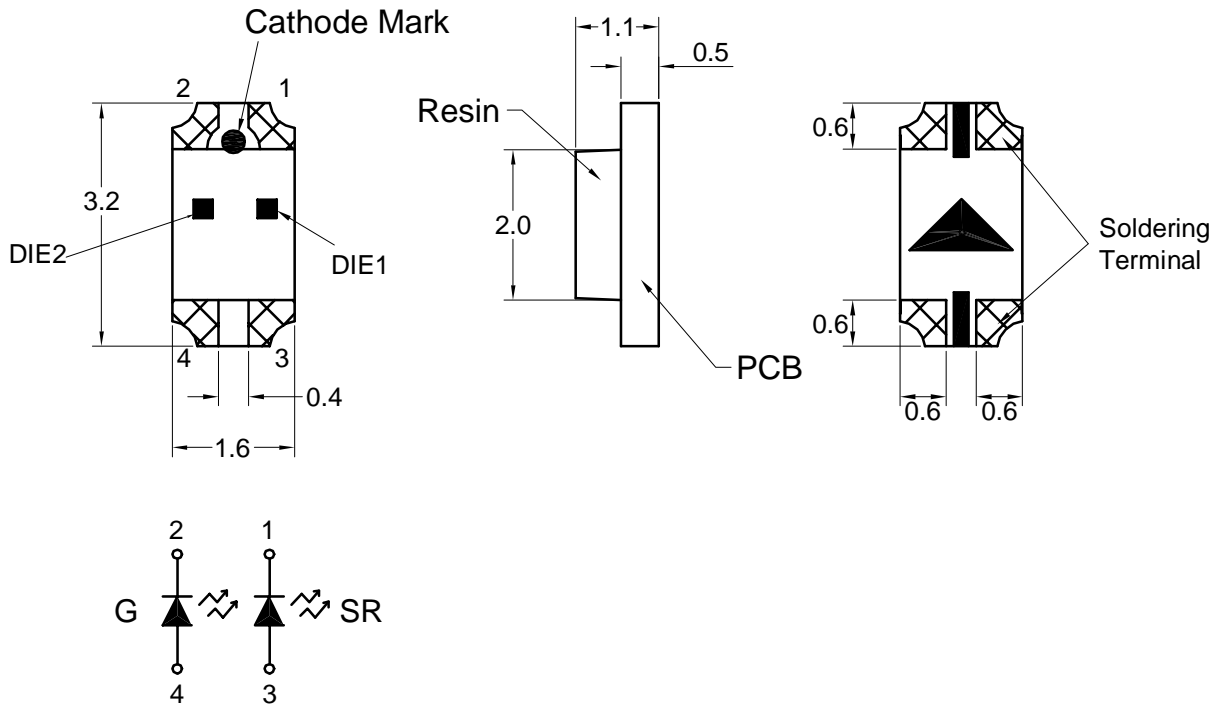 Cathode Mark
2
1
3.2
DIE2
DIE1
4
3
0.4
1.6
1.1
0.5
Resin
2.0
PCB
0.6
0.6
Soldering
Terminal
0.6
0.6
2
1
G
SR
4
3